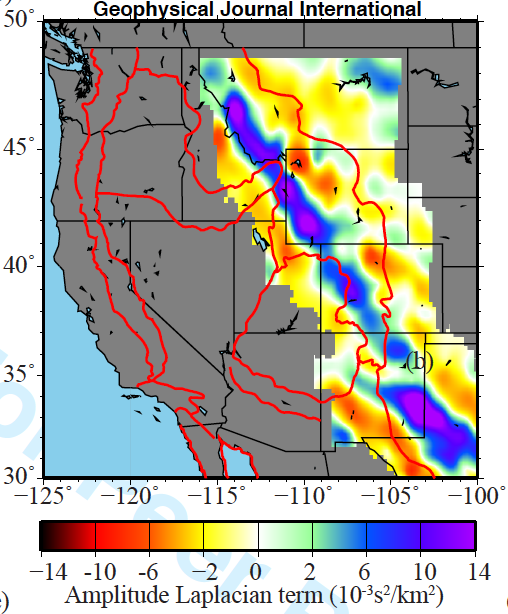 Geophysical Journal International
50°
45°
40°
35°
30°
(b)
−125° −120° −115° −110° −105° −100°
−14 -10 -6 −2 0 2 6 10 14
Amplitude Laplacian term (10⁻³s²/km²)